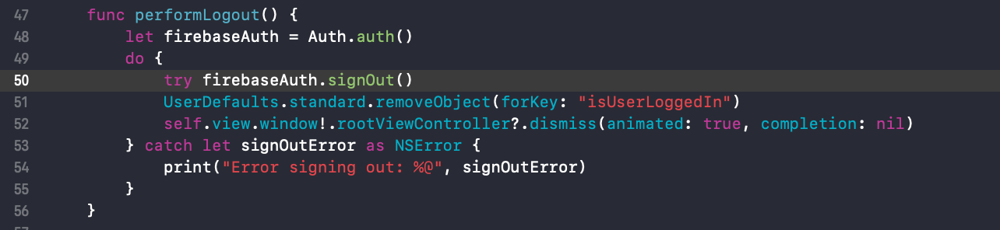 47 func performLogout() {
48 let firebaseAuth = Auth.auth()
49 do {
50 try firebaseAuth.signOut()
51 UserDefaults.standard.removeObject(forKey: "isUserLoggedIn")
52 self.view.window!.rootViewController?.dismiss(animated: true, completion: nil)
53 } catch let signOutError as NSError {
54 print("Error signing out: %@", signOutError)
55 }
56 }